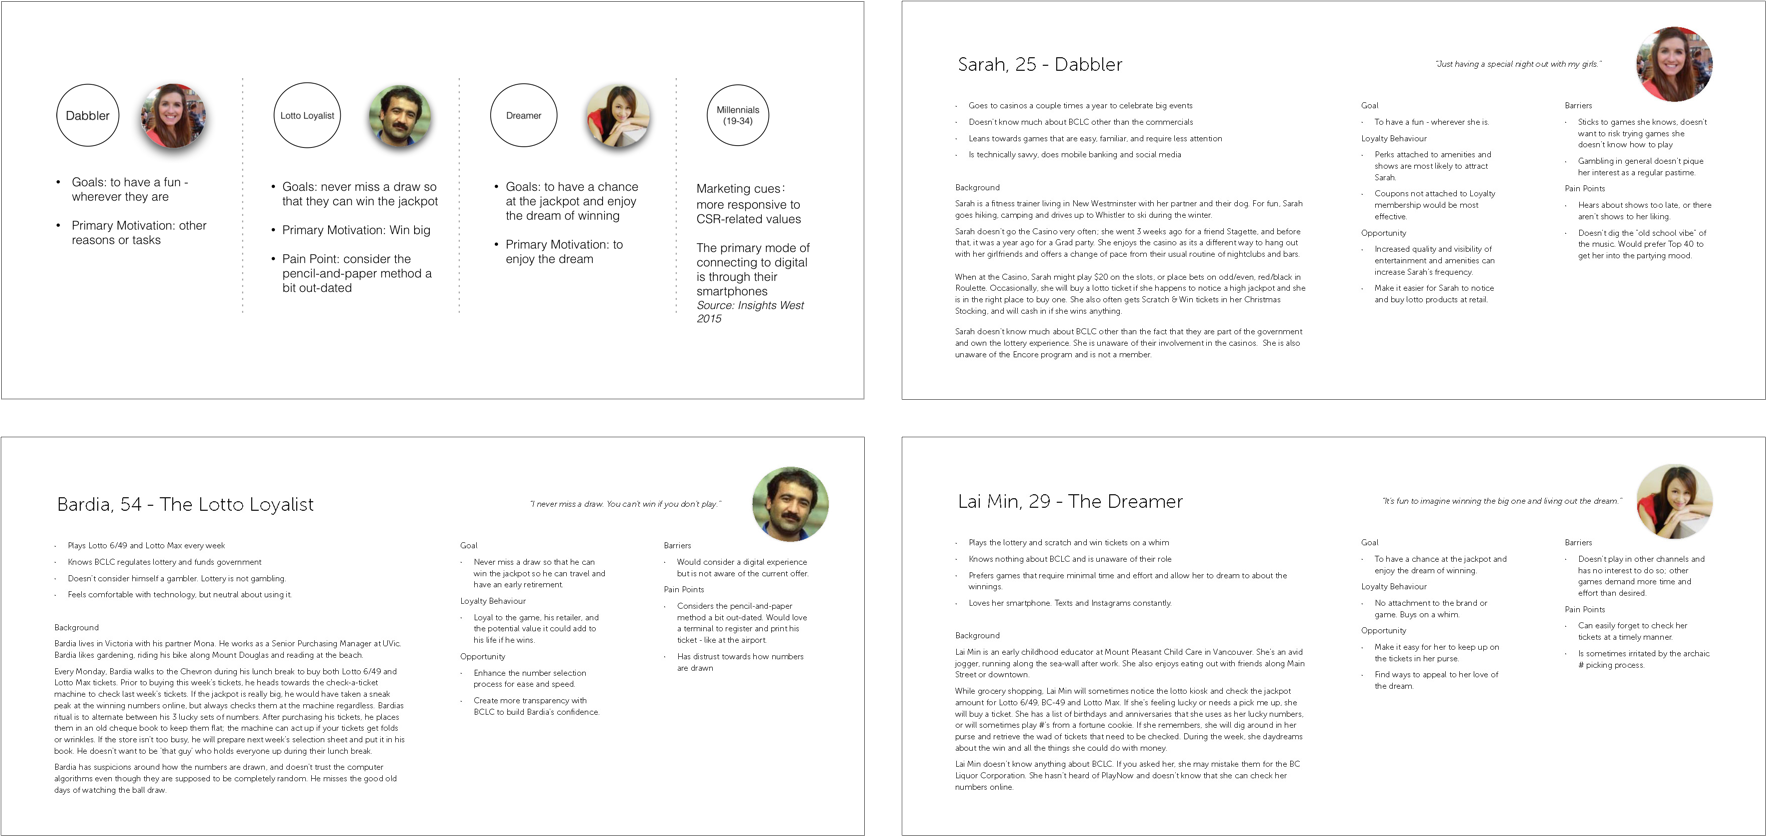 Dabbler
• Goals: to have a fun -
wherever they are
• Primary Motivation: other
reasons or tasks
Lotto Loyalist
• Goals: never miss a draw so
that they can win the jackpot
• Primary Motivation: Win big
• Pain Point: consider the
pencil-and-paper method a
bit out-dated
Dreamer
• Goals: to have a chance
at the jackpot and enjoy
the dream of winning
• Primary Motivation: to
enjoy the dream
Millennials
(19-34)
Marketing cues:
more responsive to
CSR-related values
The primary mode of
connecting to digital
is through their
smartphones
Source: Insights West
2015
Sarah, 25 - Dabbler
"Just having a special night out with my girls."
· Goes to casinos a couple times a year to celebrate big events
· Doesn't know much about BCLC other than the commercials
· Leans towards games that are easy, familiar, and require less attention
· Is technically savvy, does mobile banking and social media
Background
Sarah is a fitness trainer living in New Westminster with her partner and their dog. For fun, Sarah
goes hiking, camping and drives up to Whistler to ski during the winter.
Sarah doesn't go the Casino very often; she went 3 weeks ago for a friend Stagette, and before
that, it was a year ago for a Grad party. She enjoys the casino as its a different way to hang out
with her girlfriends and offers a change of pace from their usual routine of nightclubs and bars.
When at the Casino, Sarah might play $20 on the slots, or place bets on odd/even, red/black in
Roulette. Occasionally, she will buy a lotto ticket if she happens to notice a high jackpot and she
is in the right place to buy one. She also often gets Scratch & Win tickets in her Christmas
Stocking, and will cash in if she wins anything.
Sarah doesn't know much about BCLC other than the fact that they are part of the government
and own the lottery experience. She is unaware of their involvement in the casinos. She is also
unaware of the Encore program and is not a member.
Goal
· To have a fun - wherever she is.
Loyalty Behaviour
· Perks attached to amenities and
shows are most likely to attract
Sarah.
· Coupons not attached to Loyalty
membership would be most
effective.
Opportunity
· Increased quality and visibility of
entertainment and amenities can
increase Sarah's frequency.
· Make it easier for Sarah to notice
and buy lotto products at retail.
Barriers
· Sticks to games she knows, doesn't
want to risk trying games she
doesn't know how to play
· Gambling in general doesn't pique
her interest as a regular pastime.
Pain Points
· Hears about shows too late, or there
aren't shows to her liking.
· Doesn't dig the "old school vibe" of
the music. Would prefer Top 40 to
get her into the partying mood.
Bardia, 54 - The Lotto Loyalist
"I never miss a draw. You can't win if you don't play."
· Plays Lotto 6/49 and Lotto Max every week
· Knows BCLC regulates lottery and funds government
· Doesn't consider himself a gambler. Lottery is not gambling.
· Feels comfortable with technology, but neutral about using it.
Background
Bardia lives in Victoria with his partner Mona. He works as a Senior Purchasing Manager at UVic.
Bardia likes gardening, riding his bike along Mount Douglas and reading at the beach.
Every Monday, Bardia walks to the Chevron during his lunch break to buy both Lotto 6/49 and
Lotto Max tickets. Prior to buying this week's tickets, he heads towards the check-a-ticket
machine to check last week's tickets. If the jackpot is really big, he would have taken a sneak
peak at the winning numbers online, but always checks them at the machine regardless. Bardias
ritual is to alternate between his 3 lucky sets of numbers. After purchasing his tickets, he places
them in an old cheque book to keep them flat; the machine can act up if your tickets get folds
or wrinkles. If the store isn't too busy, he will prepare next week's selection sheet and put it in his
book. He doesn't want to be 'that guy' who holds everyone up during their lunch break.
Bardia has suspicions around how the numbers are drawn, and doesn't trust the computer
algorithms even though they are supposed to be completely random. He misses the good old
days of watching the ball draw.
Goal
· Never miss a draw so that he can
win the jackpot so he can travel and
have an early retirement.
Loyalty Behaviour
· Loyal to the game, his retailer, and
the potential value it could add to
his life if he wins.
Opportunity
· Enhance the number selection
process for ease and speed.
· Create more transparency with
BCLC to build Bardia's confidence.
Barriers
· Would consider a digital experience
but is not aware of the current offer.
Pain Points
· Considers the pencil-and-paper
method a bit out-dated. Would love
a terminal to register and print his
ticket - like at the airport.
· Has distrust towards how numbers
are drawn
Lai Min, 29 - The Dreamer
"It's fun to imagine winning the big one and living out the dream."
· Plays the lottery and scratch and win tickets on a whim
· Knows nothing about BCLC and is unaware of their role
· Prefers games that require minimal time and effort and allow her to dream to about the
winnings.
· Loves her smartphone. Texts and Instagrams constantly.
Background
Lai Min is an early childhood educator at Mount Pleasant Child Care in Vancouver. She's an avid
jogger, running along the sea-wall after work. She also enjoys eating out with friends along Main
Street or downtown.
While grocery shopping, Lai Min will sometimes notice the lotto kiosk and check the jackpot
amount for Lotto 6/49, BC-49 and Lotto Max. If she's feeling lucky or needs a pick me up, she
will buy a ticket. She has a list of birthdays and anniversaries that she uses as her lucky numbers,
or will sometimes play #'s from a fortune cookie. If she remembers, she will dig around in her
purse and retrieve the wad of tickets that need to be checked. During the week, she daydreams
about the win and all the things she could do with money.
Lai Min doesn't know anything about BCLC. If you asked her, she may mistake them for the BC
Liquor Corporation. She hasn't heard of PlayNow and doesn't know that she can check her
numbers online.
Goal
· To have a chance at the jackpot and
enjoy the dream of winning.
Loyalty Behaviour
· No attachment to the brand or
game. Buys on a whim.
Opportunity
· Make it easy for her to keep up on
the tickets in her purse.
· Find ways to appeal to her love of
the dream.
Barriers
· Doesn't play in other channels and
has no interest to do so; other
games demand more time and
effort than desired.
Pain Points
· Can easily forget to check her
tickets at a timely manner.
· Is sometimes irritated by the archaic
# picking process.